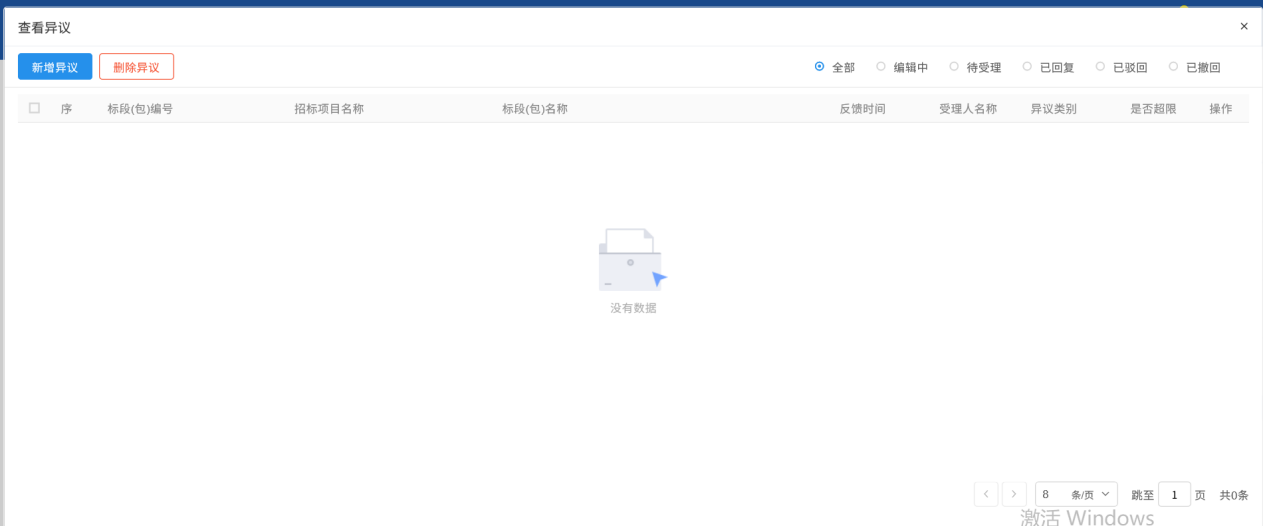 查看异议
×
新增异议 删除异议 全部 编辑中 待受理 已回复 已驳回 已撤回
序 标段(包)编号 招标项目名称 标段(包)名称 反馈时间 受理人名称 异议类别 是否超限 操作
没有数据
8 条/页 跳至 1 页 共0条
激活 Windows